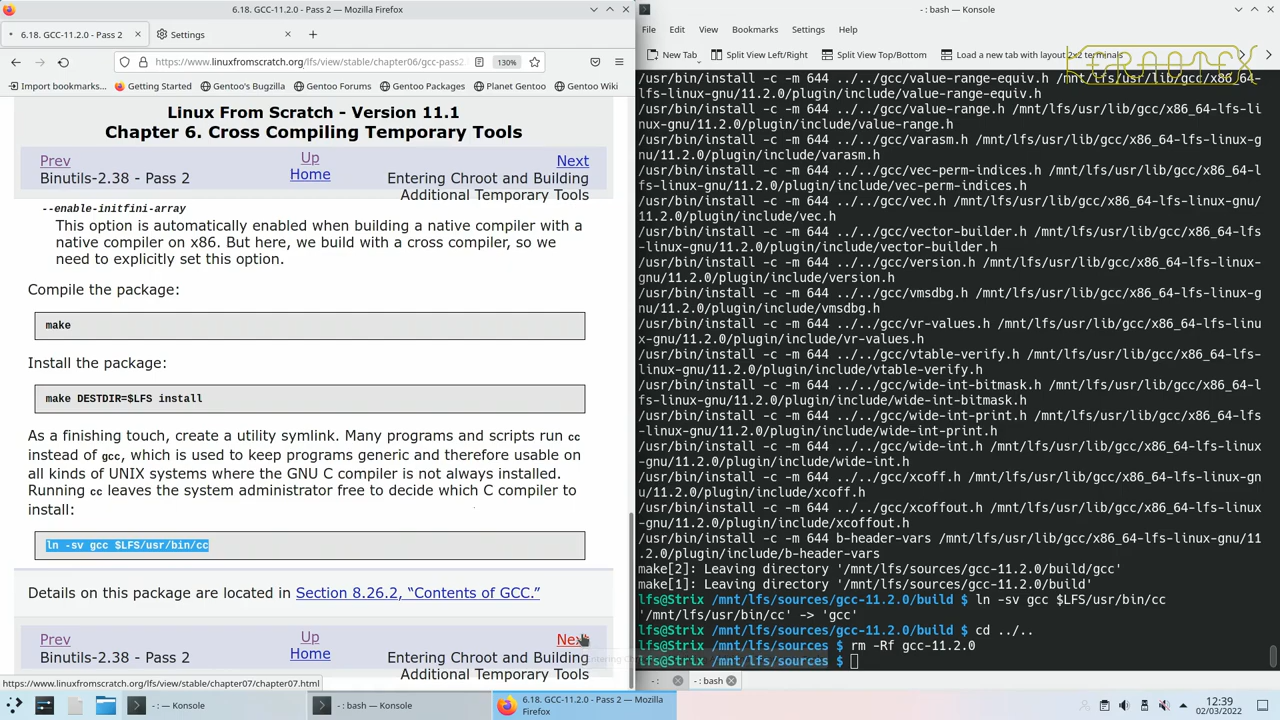 6.18. GCC-11.2.0 - Pass 2 — Mozilla Firefox
6.18. GCC-11.2.0 - Pass 2
Settings
https://www.linuxfromscratch.org/lfs/view/stable/chapter06/gcc-pass2
130%
Import bookmarks...
Getting Started
Gentoo's Bugzilla
Gentoo Forums
Gentoo Packages
Planet Gentoo
Gentoo Wiki
Linux From Scratch - Version 11.1
Chapter 6. Cross Compiling Temporary Tools
Prev
Up
Next
Binutils-2.38 - Pass 2
Home
Entering Chroot and Building
Additional Temporary Tools
--enable-initfini-array
This option is automatically enabled when building a native compiler with a
native compiler on x86. But here, we build with a cross compiler, so we
need to explicitly set this option.
Compile the package:
make
Install the package:
make DESTDIR=$LFS install
As a finishing touch, create a utility symlink. Many programs and scripts run cc
instead of gcc, which is used to keep programs generic and therefore usable on
all kinds of UNIX systems where the GNU C compiler is not always installed.
Running cc leaves the system administrator free to decide which C compiler to
install:
ln -sv gcc $LFS/usr/bin/cc
Details on this package are located in Section 8.26.2, “Contents of GCC.”
Prev
Up
Next
Binutils-2.38 - Pass 2
Home
Entering Chroot and Building
Additional Temporary Tools
https://www.linuxfromscratch.org/lfs/view/stable/chapter07/chapter07.html
- : bash — Konsole
File
Edit
View
Bookmarks
Settings
Help
New Tab
Split View Left/Right
Split View Top/Bottom
Load a new tab with layout 2x2 terminals
/usr/bin/install -c -m 644 ../../gcc/value-range-equiv.h /mnt/lfs/usr/lib/gcc/x86_64-
lfs-linux-gnu/11.2.0/plugin/include/value-range-equiv.h
/usr/bin/install -c -m 644 ../../gcc/value-range.h /mnt/lfs/usr/lib/gcc/x86_64-lfs-li
nux-gnu/11.2.0/plugin/include/value-range.h
/usr/bin/install -c -m 644 ../../gcc/varasm.h /mnt/lfs/usr/lib/gcc/x86_64-lfs-linux-g
nu/11.2.0/plugin/include/varasm.h
/usr/bin/install -c -m 644 ../../gcc/vec-perm-indices.h /mnt/lfs/usr/lib/gcc/x86_64-l
fs-linux-gnu/11.2.0/plugin/include/vec-perm-indices.h
/usr/bin/install -c -m 644 ../../gcc/vec.h /mnt/lfs/usr/lib/gcc/x86_64-lfs-linux-gnu/
11.2.0/plugin/include/vec.h
/usr/bin/install -c -m 644 ../../gcc/vector-builder.h /mnt/lfs/usr/lib/gcc/x86_64-lfs
-linux-gnu/11.2.0/plugin/include/vector-builder.h
/usr/bin/install -c -m 644 ../../gcc/version.h /mnt/lfs/usr/lib/gcc/x86_64-lfs-linux-
gnu/11.2.0/plugin/include/version.h
/usr/bin/install -c -m 644 ../../gcc/vmsdbg.h /mnt/lfs/usr/lib/gcc/x86_64-lfs-linux-g
nu/11.2.0/plugin/include/vmsdbg.h
/usr/bin/install -c -m 644 ../../gcc/vr-values.h /mnt/lfs/usr/lib/gcc/x86_64-lfs-linu
x-gnu/11.2.0/plugin/include/vr-values.h
/usr/bin/install -c -m 644 ../../gcc/vtable-verify.h /mnt/lfs/usr/lib/gcc/x86_64-lfs-
linux-gnu/11.2.0/plugin/include/vtable-verify.h
/usr/bin/install -c -m 644 ../../gcc/wide-int-bitmask.h /mnt/lfs/usr/lib/gcc/x86_64-l
fs-linux-gnu/11.2.0/plugin/include/wide-int-bitmask.h
/usr/bin/install -c -m 644 ../../gcc/wide-int-print.h /mnt/lfs/usr/lib/gcc/x86_64-lfs
-linux-gnu/11.2.0/plugin/include/wide-int-print.h
/usr/bin/install -c -m 644 ../../gcc/wide-int.h /mnt/lfs/usr/lib/gcc/x86_64-lfs-linux
-gnu/11.2.0/plugin/include/wide-int.h
/usr/bin/install -c -m 644 ../../gcc/xcoff.h /mnt/lfs/usr/lib/gcc/x86_64-lfs-linux-gn
u/11.2.0/plugin/include/xcoff.h
/usr/bin/install -c -m 644 ../../gcc/xcoffout.h /mnt/lfs/usr/lib/gcc/x86_64-lfs-linux
-gnu/11.2.0/plugin/include/xcoffout.h
/usr/bin/install -c -m 644 b-header-vars /mnt/lfs/usr/lib/gcc/x86_64-lfs-linux-gnu/11
.2.0/plugin/include/b-header-vars
make[2]: Leaving directory '/mnt/lfs/sources/gcc-11.2.0/build/gcc'
make[1]: Leaving directory '/mnt/lfs/sources/gcc-11.2.0/build'
lfs@Strix /mnt/lfs/sources/gcc-11.2.0/build $ ln -sv gcc $LFS/usr/bin/cc
'/mnt/lfs/usr/bin/cc' -> 'gcc'
lfs@Strix /mnt/lfs/sources/gcc-11.2.0/build $ cd ../..
lfs@Strix /mnt/lfs/sources $ rm -Rf gcc-11.2.0
lfs@Strix /mnt/lfs/sources $
- :
- : bash
- : — Konsole
- : bash — Konsole
6.18. GCC-11.2.0 - Pass 2 — Mozilla Firefox
12:39
02/03/2022